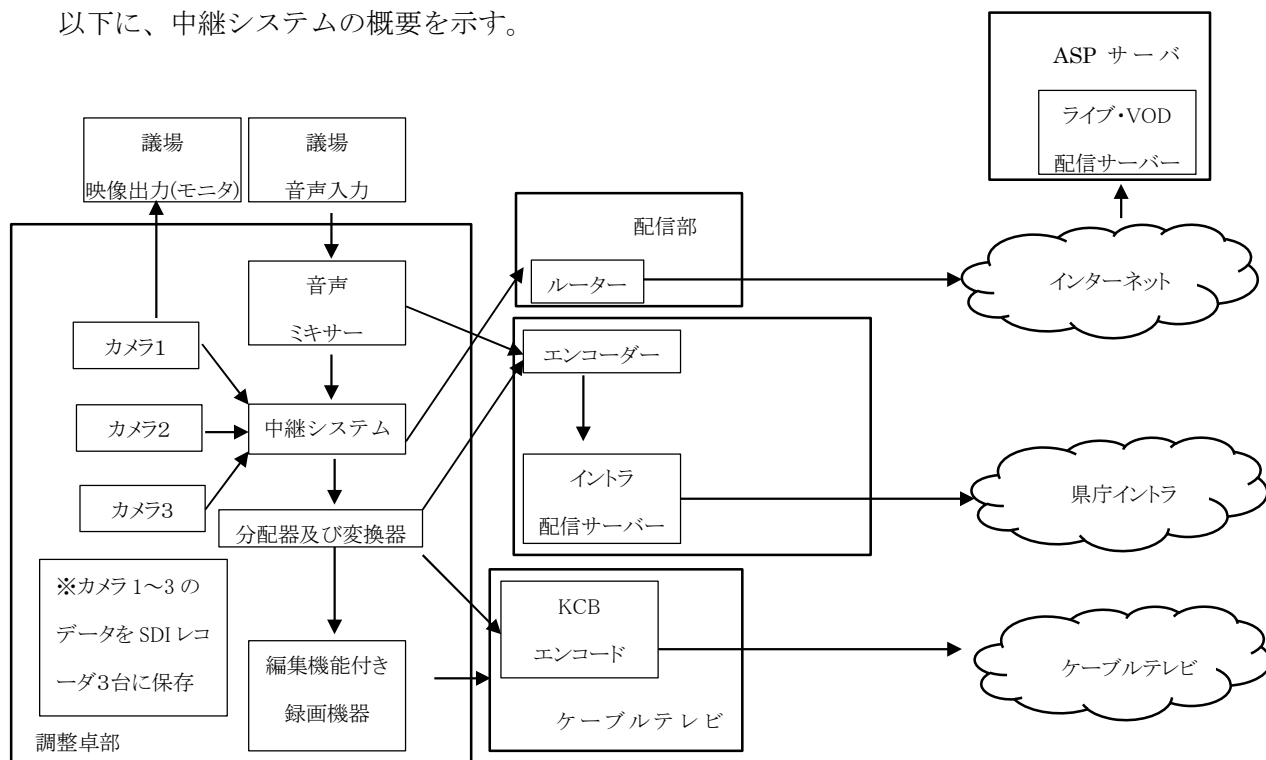 以下に、中継システムの概要を示す。
ASP サーバ
ライブ・VOD
配信サーバー
議場
映像出力(モニタ)
議場
音声入力
配信部
ルーター
インターネット
音声
ミキサー
カメラ1
エンコーダー
カメラ2
中継システム
イントラ
配信サーバー
県庁イントラ
カメラ3
分配器及び変換器
※カメラ 1～3 の
データを SDI レコ
ーダ3台に保存
編集機能付き
録画機器
KCB
エンコード
ケーブルテレビ
ケーブルテレビ
調整卓部